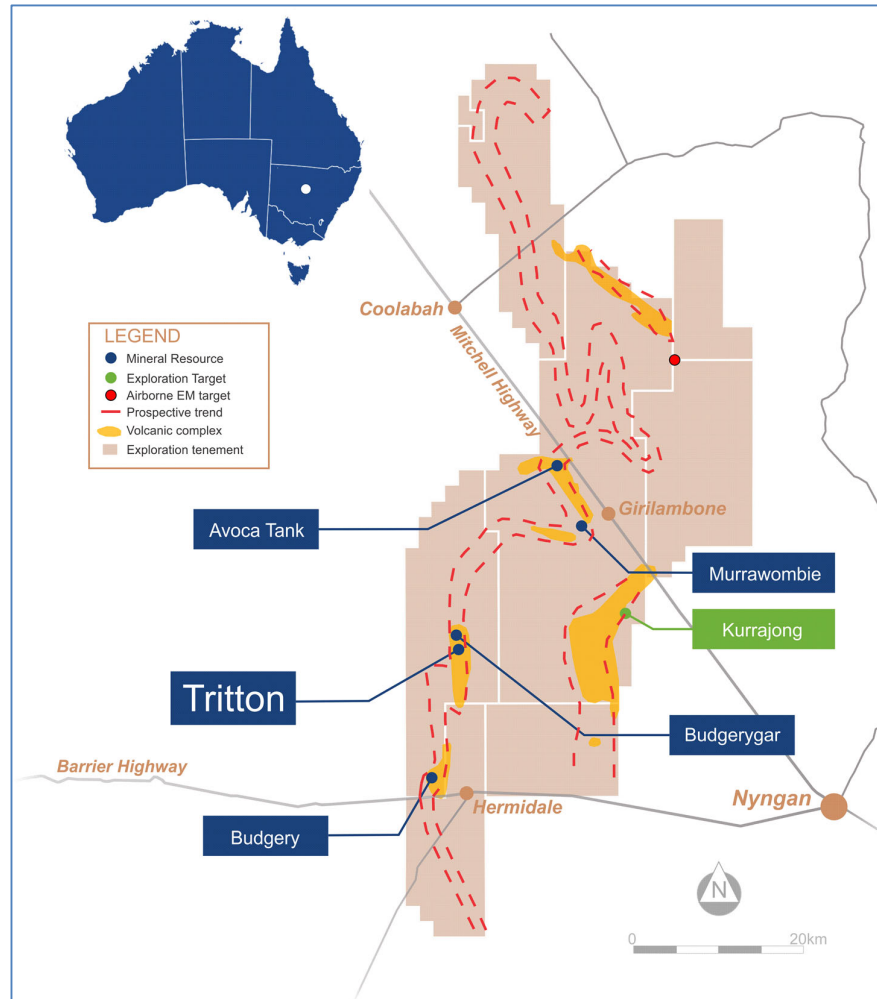 Coolabah
Mitchell Highway
LEGEND
Mineral Resource
Exploration Target
Airborne EM target
Prospective trend
Volcanic complex
Exploration tenement
Avoca Tank
Girilambone
Murrawombie
Kurrajong
Tritton
Budgerygar
Barrier Highway
Hermidale
Nyngan
Budgery
N
0 20km